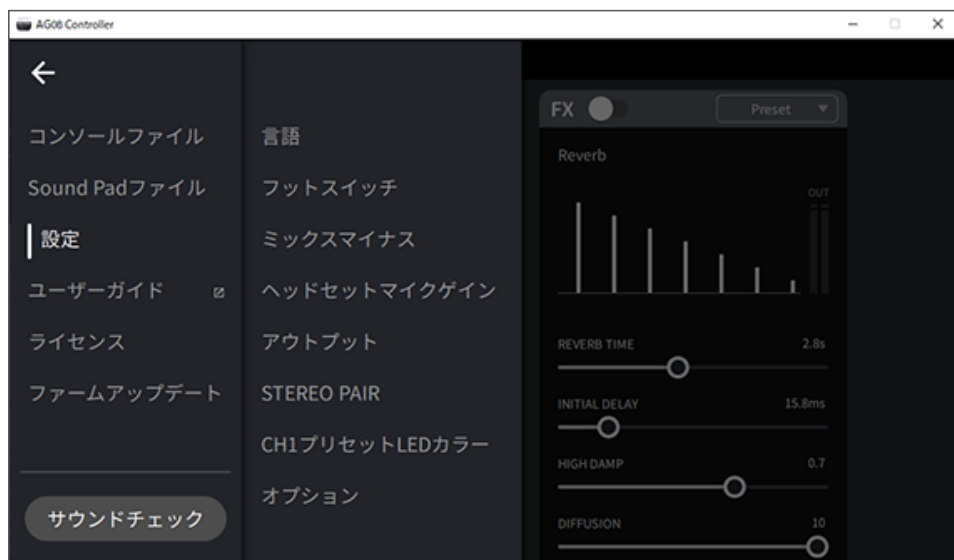 AG08 Controller
コンソールファイル
Sound Padファイル
設定
ユーザーガイド
ライセンス
ファームアップデート
サウンドチェック
言語
フットスイッチ
ミックスマイナス
ヘッドセットマイクゲイン
アウトプット
STEREO PAIR
CH1プリセットLEDカラー
オプション
FX Preset
Reverb
OUT
REVERB TIME 2.8s
INITIAL DELAY 15.8ms
HIGH DAMP 0.7
DIFFUSION 10